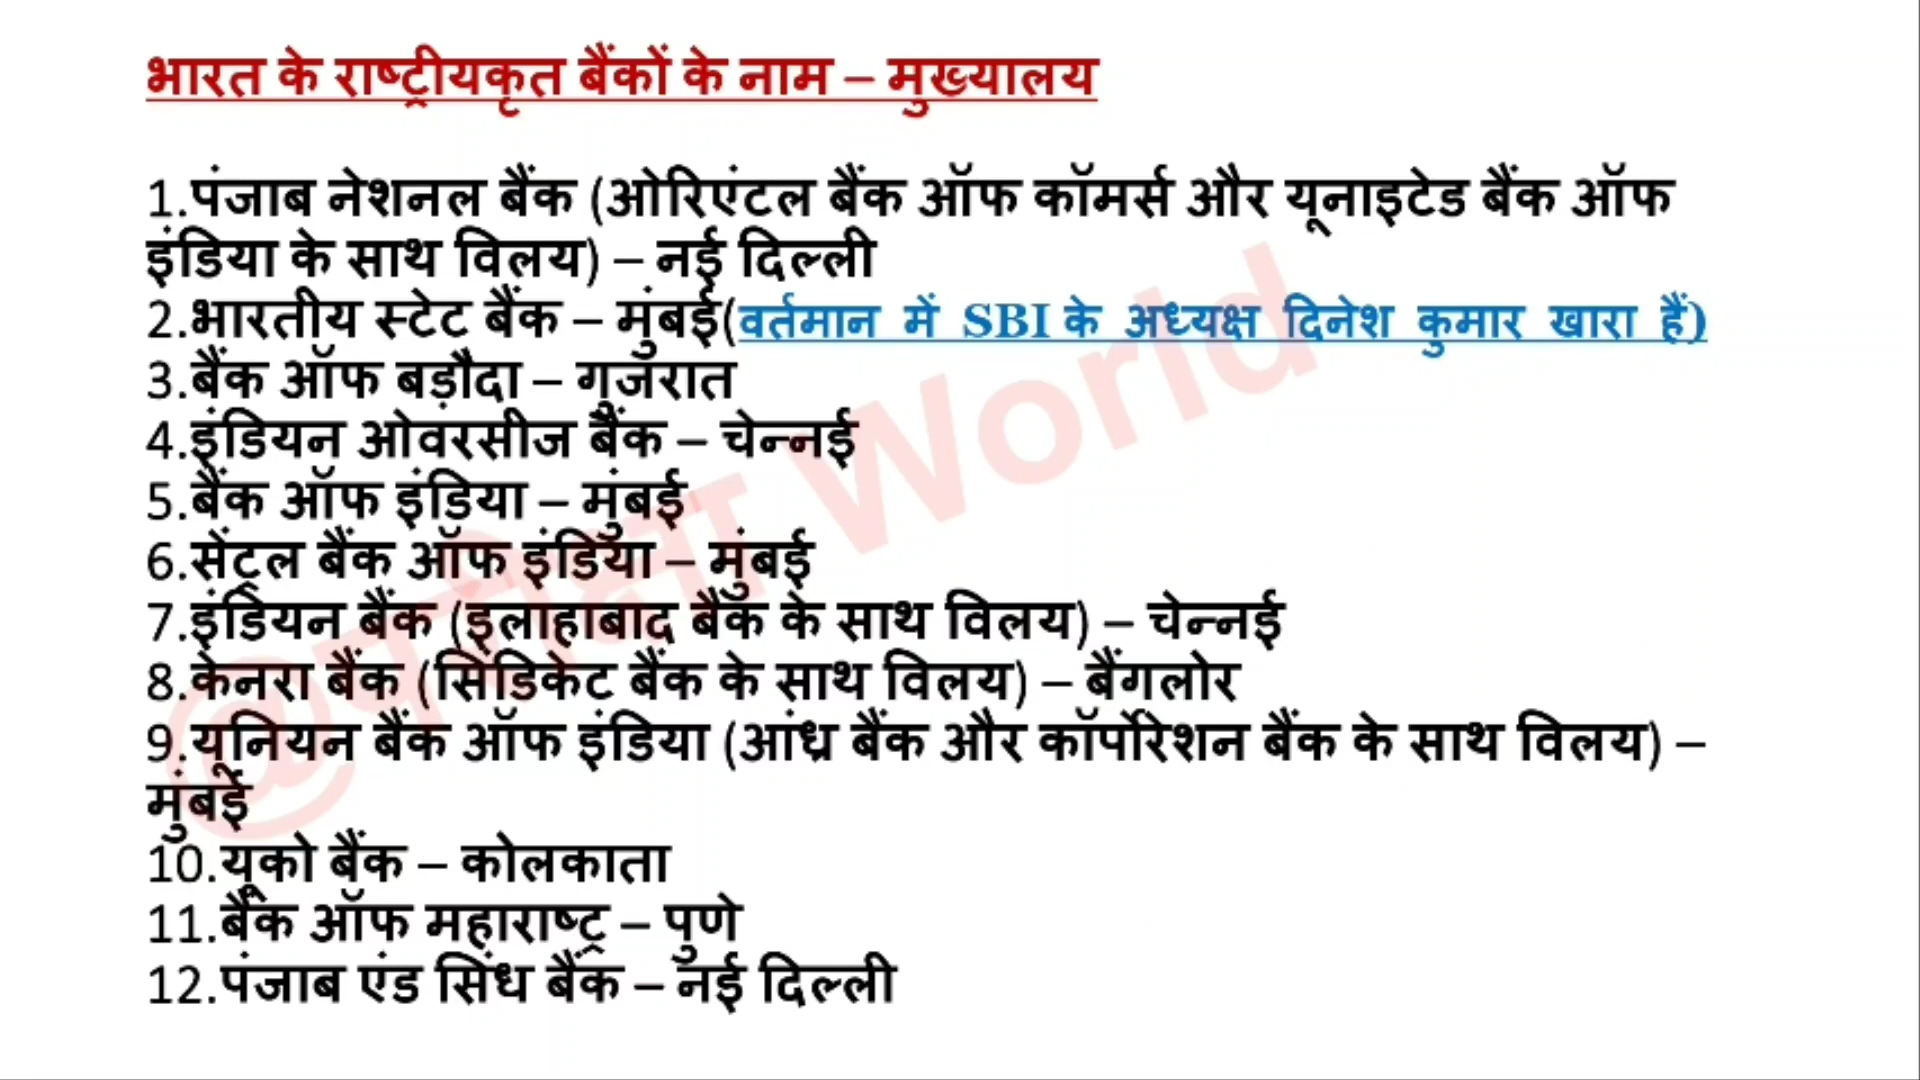 भारत के राष्ट्रीयकृत बैंकों के नाम – मुख्यालय
1.पंजाब नेशनल बैंक (ओरिएंटल बैंक ऑफ कॉमर्स और यूनाइटेड बैंक ऑफ
इंडिया के साथ विलय) – नई दिल्ली
2.भारतीय स्टेट बैंक – मुंबई(वर्तमान में SBI के अध्यक्ष दिनेश कुमार खारा हैं)
3.बैंक ऑफ बड़ौदा – गुजरात
4.इंडियन ओवरसीज बैंक – चेन्नई
5.बैंक ऑफ इंडिया – मुंबई
6.सेंट्रल बैंक ऑफ इंडिया – मुंबई
7.इंडियन बैंक (इलाहाबाद बैंक के साथ विलय) – चेन्नई
8.केनरा बैंक (सिंडिकेट बैंक के साथ विलय) – बैंगलोर
9.यूनियन बैंक ऑफ इंडिया (आंध्र बैंक और कॉर्पोरेशन बैंक के साथ विलय) –
मुंबई
10.यूको बैंक – कोलकाता
11.बैंक ऑफ महाराष्ट्र – पुणे
12.पंजाब एंड सिंध बैंक – नई दिल्ली
World